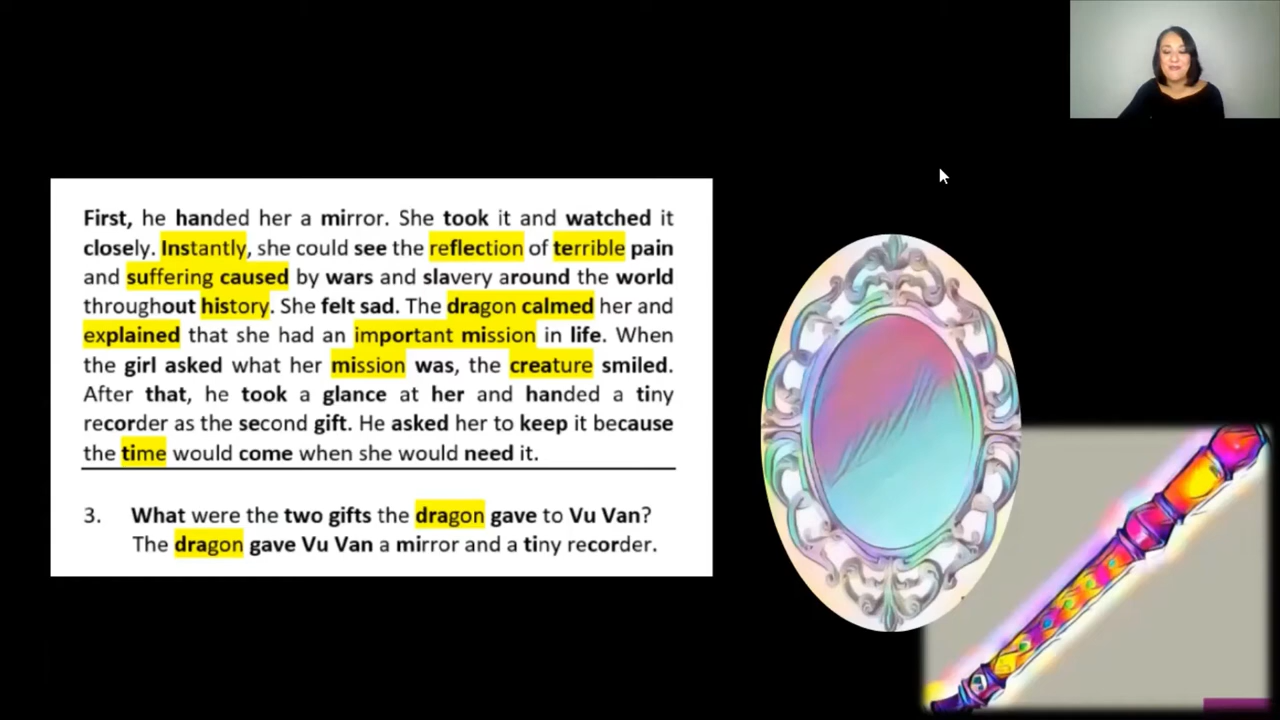 First, he handed her a mirror. She took it and watched it
closely. Instantly, she could see the reflection of terrible pain
and suffering caused by wars and slavery around the world
throughout history. She felt sad. The dragon calmed her and
explained that she had an important mission in life. When
the girl asked what her mission was, the creature smiled.
After that, he took a glance at her and handed a tiny
recorder as the second gift. He asked her to keep it because
the time would come when she would need it.
3. What were the two gifts the dragon gave to Vu Van?
The dragon gave Vu Van a mirror and a tiny recorder.